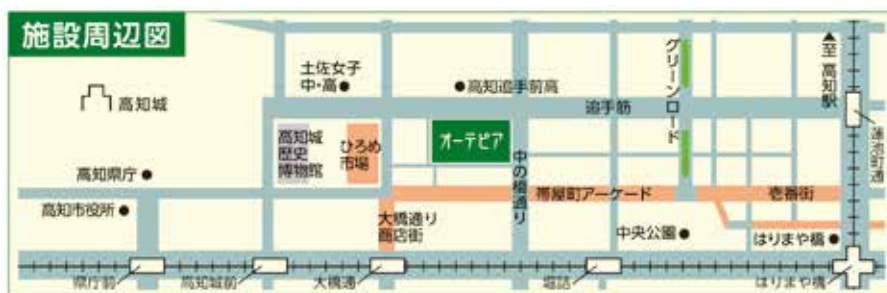 施設周辺図
高知城
土佐女子
中・高
高知追手前高
追手筋
グリーンロード
▲至 高知駅
蓮池町通
高知城
歴史
博物館
ひろめ
市場
オーテピア
中の橋通り
高知県庁
高知市役所
帯屋町アーケード
壱番街
大橋通り
商店街
中央公園
はりまや橋
県庁前
高知城前
大橋通
堀詰
はりまや橋